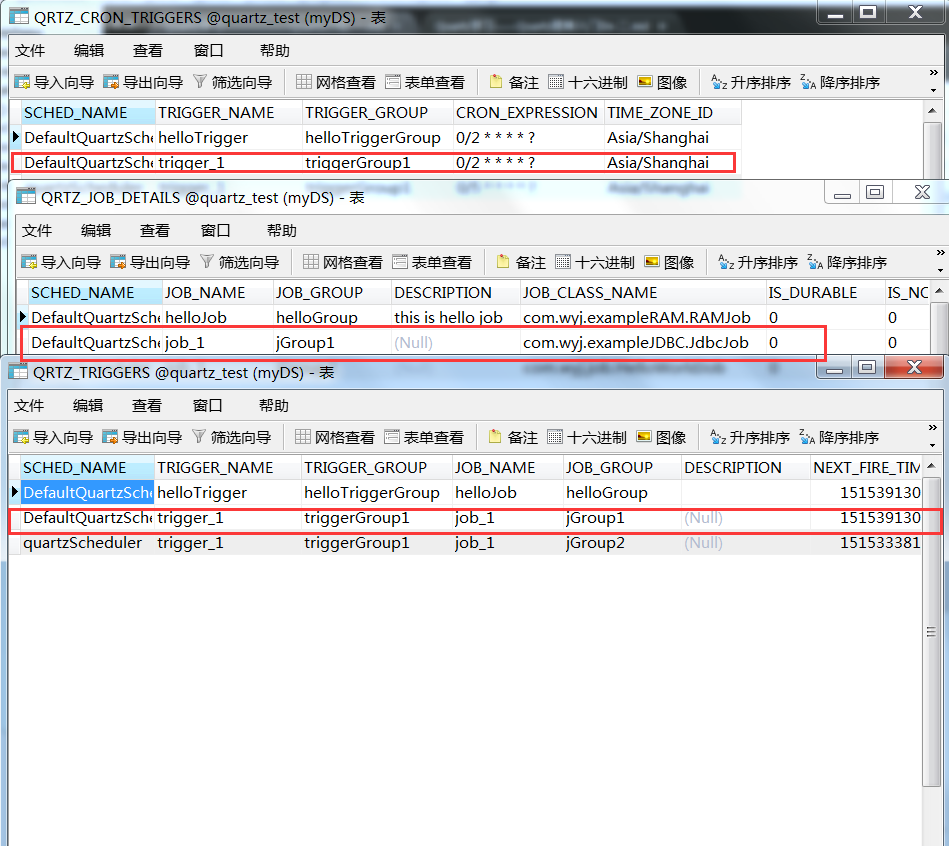 QRTZ_CRON_TRIGGERS @quartz_test (myDS) - 表
文件 编辑 查看 窗口 帮助
导入向导 导出向导 筛选向导 网格查看 表单查看 备注 十六进制 图像 升序排序 降序排序 »
SCHED_NAME TRIGGER_NAME TRIGGER_GROUP CRON_EXPRESSION TIME_ZONE_ID
DefaultQuartzSche helloTrigger helloTriggerGroup 0/2 * * * * ? Asia/Shanghai
DefaultQuartzSche trigger_1 triggerGroup1 0/2 * * * * ? Asia/Shanghai
QRTZ_JOB_DETAILS @quartz_test (myDS) - 表
文件 编辑 查看 窗口 帮助
导入向导 导出向导 筛选向导 网格查看 表单查看 备注 十六进制 图像 升序排序 降序排序 »
SCHED_NAME JOB_NAME JOB_GROUP DESCRIPTION JOB_CLASS_NAME IS_DURABLE IS_NO
DefaultQuartzSche helloJob helloGroup this is hello job com.wyj.exampleRAM.RAMJob 0 0
DefaultQuartzSche job_1 jGroup1 (Null) com.wyj.exampleJDBC.JdbcJob 0 0
QRTZ_TRIGGERS @quartz_test (myDS) - 表
文件 编辑 查看 窗口 帮助
导入向导 导出向导 筛选向导 网格查看 表单查看 备注 十六进制 图像 升序排序 降序排序 »
SCHED_NAME TRIGGER_NAME TRIGGER_GROUP JOB_NAME JOB_GROUP DESCRIPTION NEXT_FIRE_TIM
DefaultQuartzSche helloTrigger helloTriggerGroup helloJob helloGroup 151539130
DefaultQuartzSche trigger_1 triggerGroup1 job_1 jGroup1 (Null) 151539130
quartzScheduler trigger_1 triggerGroup1 job_1 jGroup2 (Null) 151533381